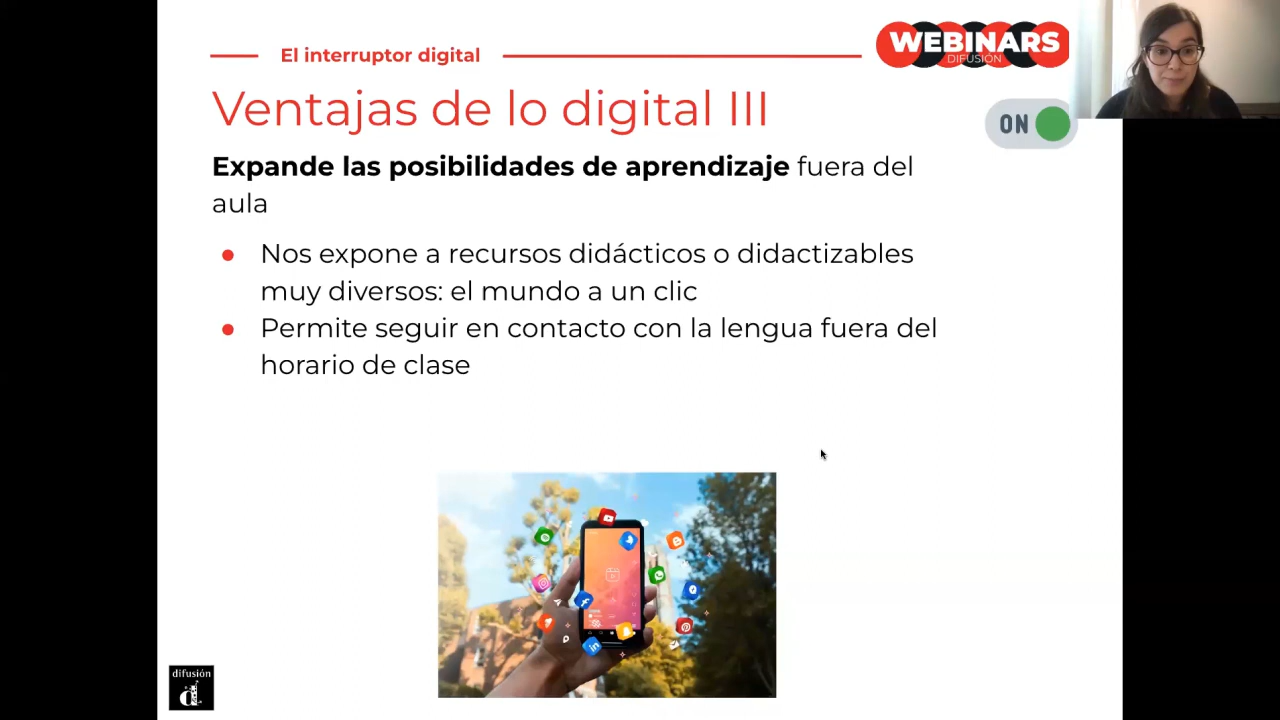 El interruptor digital
WEBINARS
DIFUSIÓN
Ventajas de lo digital III
ON
Expande las posibilidades de aprendizaje fuera del
aula
● Nos expone a recursos didácticos o didactizables
muy diversos: el mundo a un clic
● Permite seguir en contacto con la lengua fuera del
horario de clase
difusión